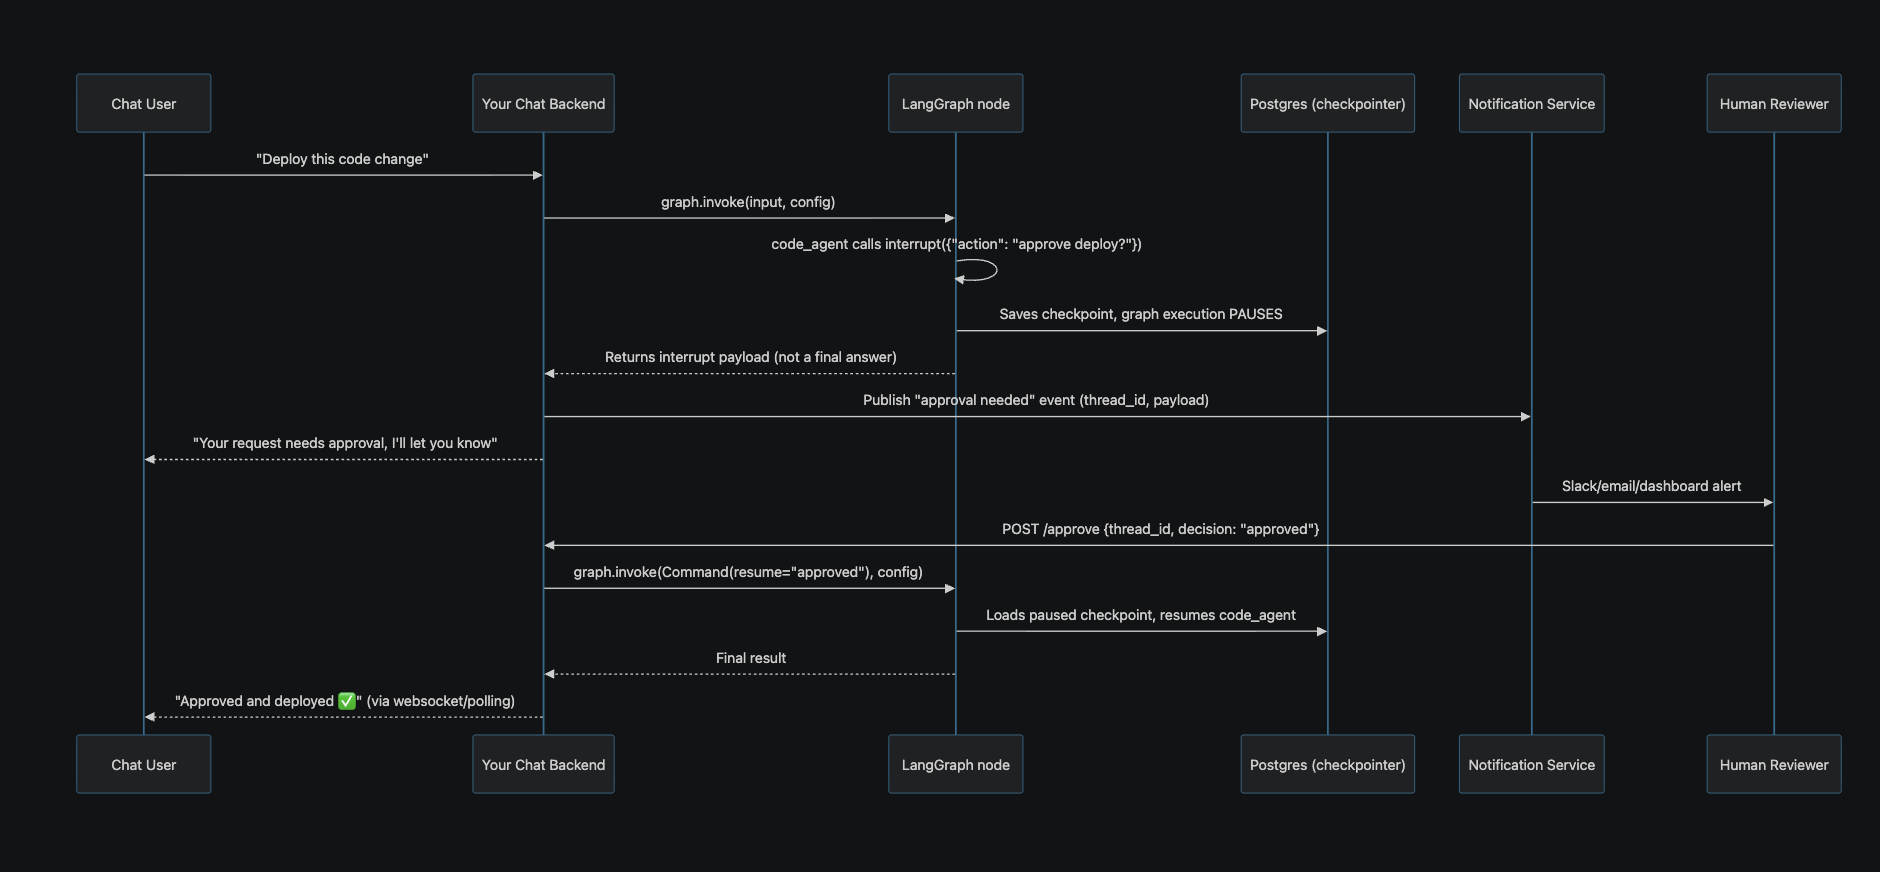 Chat User
Your Chat Backend
LangGraph node
Postgres (checkpointer)
Notification Service
Human Reviewer
"Deploy this code change"
graph.invoke(input, config)
code_agent calls interrupt({"action": "approve deploy?"})
Saves checkpoint, graph execution PAUSES
Returns interrupt payload (not a final answer)
Publish "approval needed" event (thread_id, payload)
"Your request needs approval, I'll let you know"
Slack/email/dashboard alert
POST /approve {thread_id, decision: "approved"}
graph.invoke(Command(resume="approved"), config)
Loads paused checkpoint, resumes code_agent
Final result
"Approved and deployed ✅" (via websocket/polling)
Chat User
Your Chat Backend
LangGraph node
Postgres (checkpointer)
Notification Service
Human Reviewer